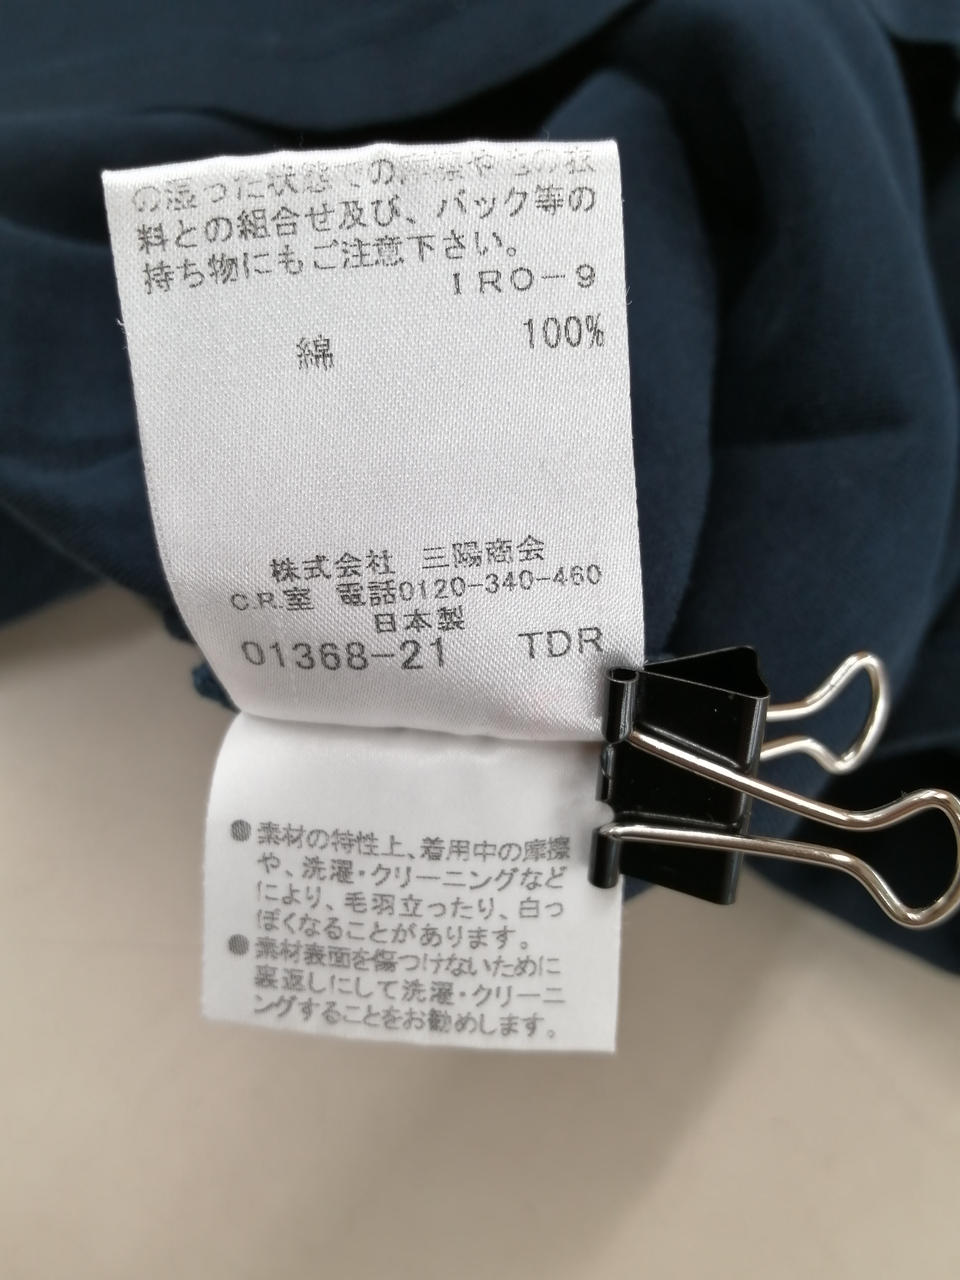 の湿った状態での摩擦や他の衣
料との組合せ及び、バック等の
持ち物にもご注意下さい。
IRO-9
綿 100%
株式会社 三陽商会
C.R.室 電話0120-340-460
日本製
01368-21 TDR
●素材の特性上、着用中の摩擦
や、洗濯・クリーニングなど
により、毛羽立ったり、白っ
ぽくなることがあります。
●素材表面を傷つけないために
裏返しにして洗濯・クリーニ
ングすることをお勧めします。